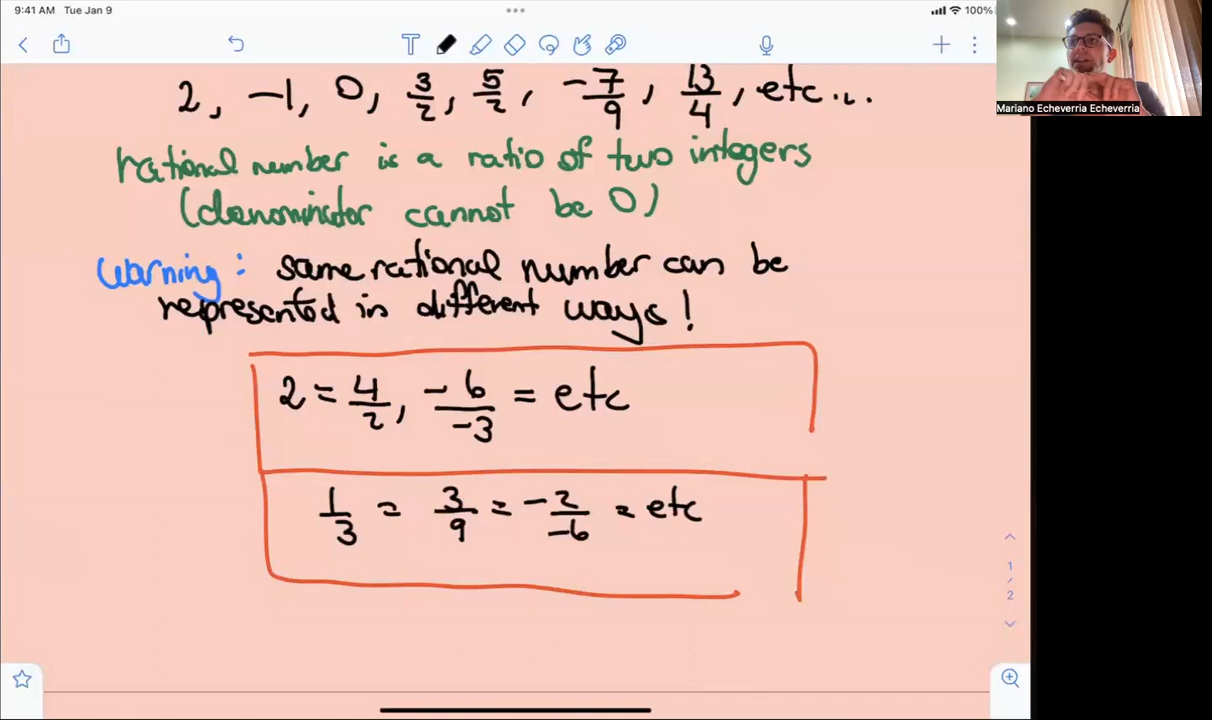 9:41 AM Tue Jan 9
100%
Mariano Echeverria Echeverria
2, -1, 0, 3/2, 5/2, -7/9, 13/4, etc...
rational number is a ratio of two integers
(denominator cannot be 0)
Warning: same rational number can be
represented in different ways!
2 = 4/2, -6/-3 = etc
1/3 = 3/9 = -2/-6 = etc
1
/
2